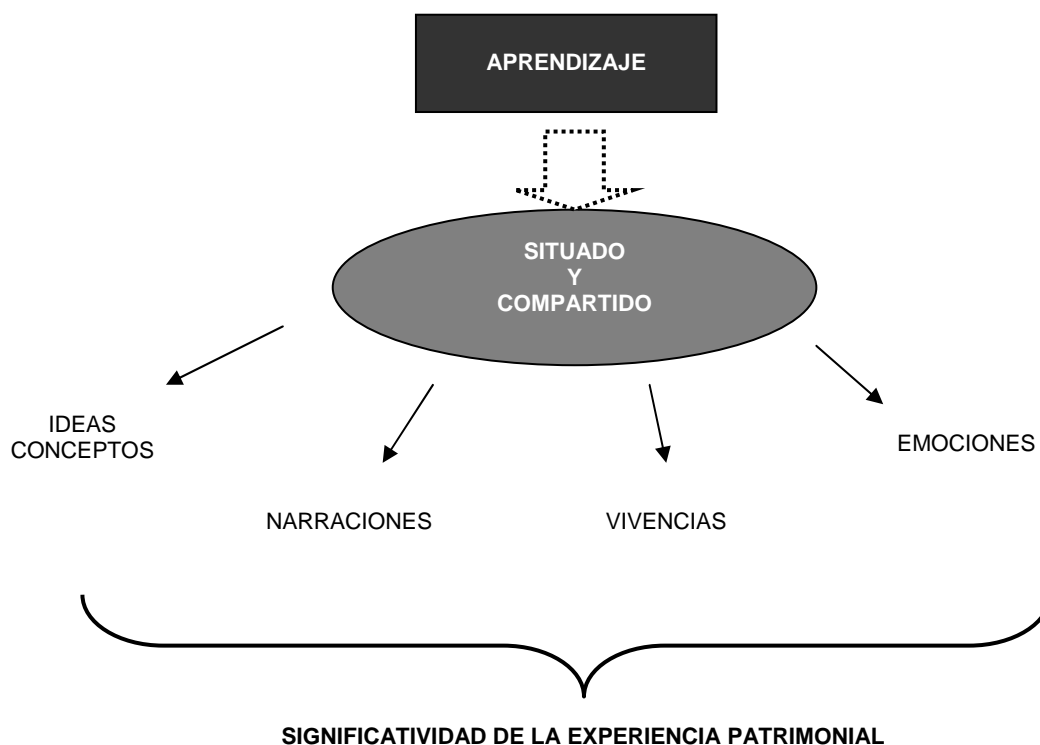 APRENDIZAJE
SITUADO
Y
COMPARTIDO
IDEAS
CONCEPTOS
EMOCIONES
NARRACIONES
VIVENCIAS
SIGNIFICATIVIDAD DE LA EXPERIENCIA PATRIMONIAL